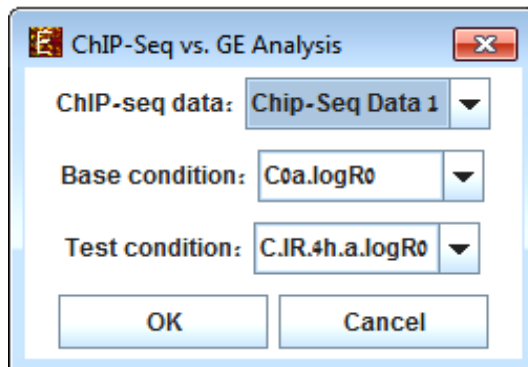 ChIP-Seq vs. GE Analysis
ChIP-seq data: Chip-Seq Data 1
Base condition: C0a.logR0
Test condition: C.IR.4h.a.logR0
OK Cancel